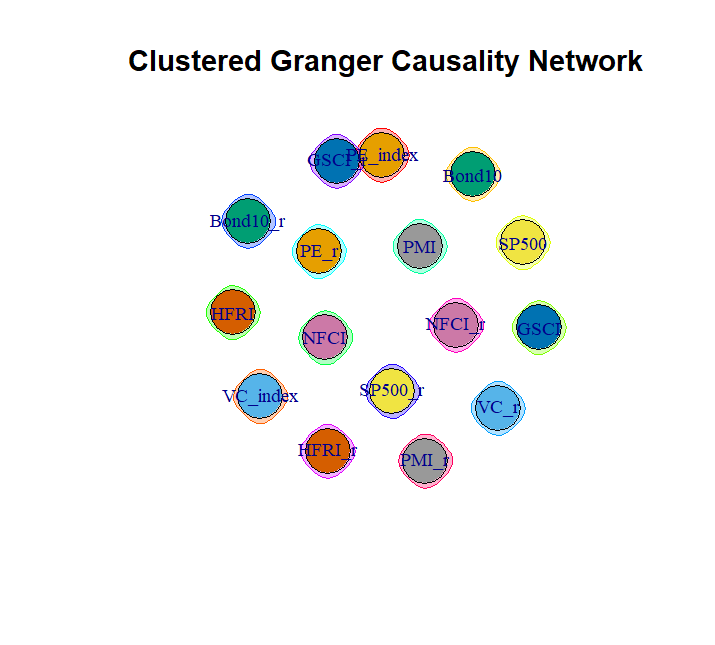 Clustered Granger Causality Network
GSCI_r
PE_index
Bond10
Bond10_r
PE_r
PMI
SP500
HFRI
NFCI
NFCI_r
GSCI
VC_index
SP500_r
VC_r
HFRI_r
PMI_r